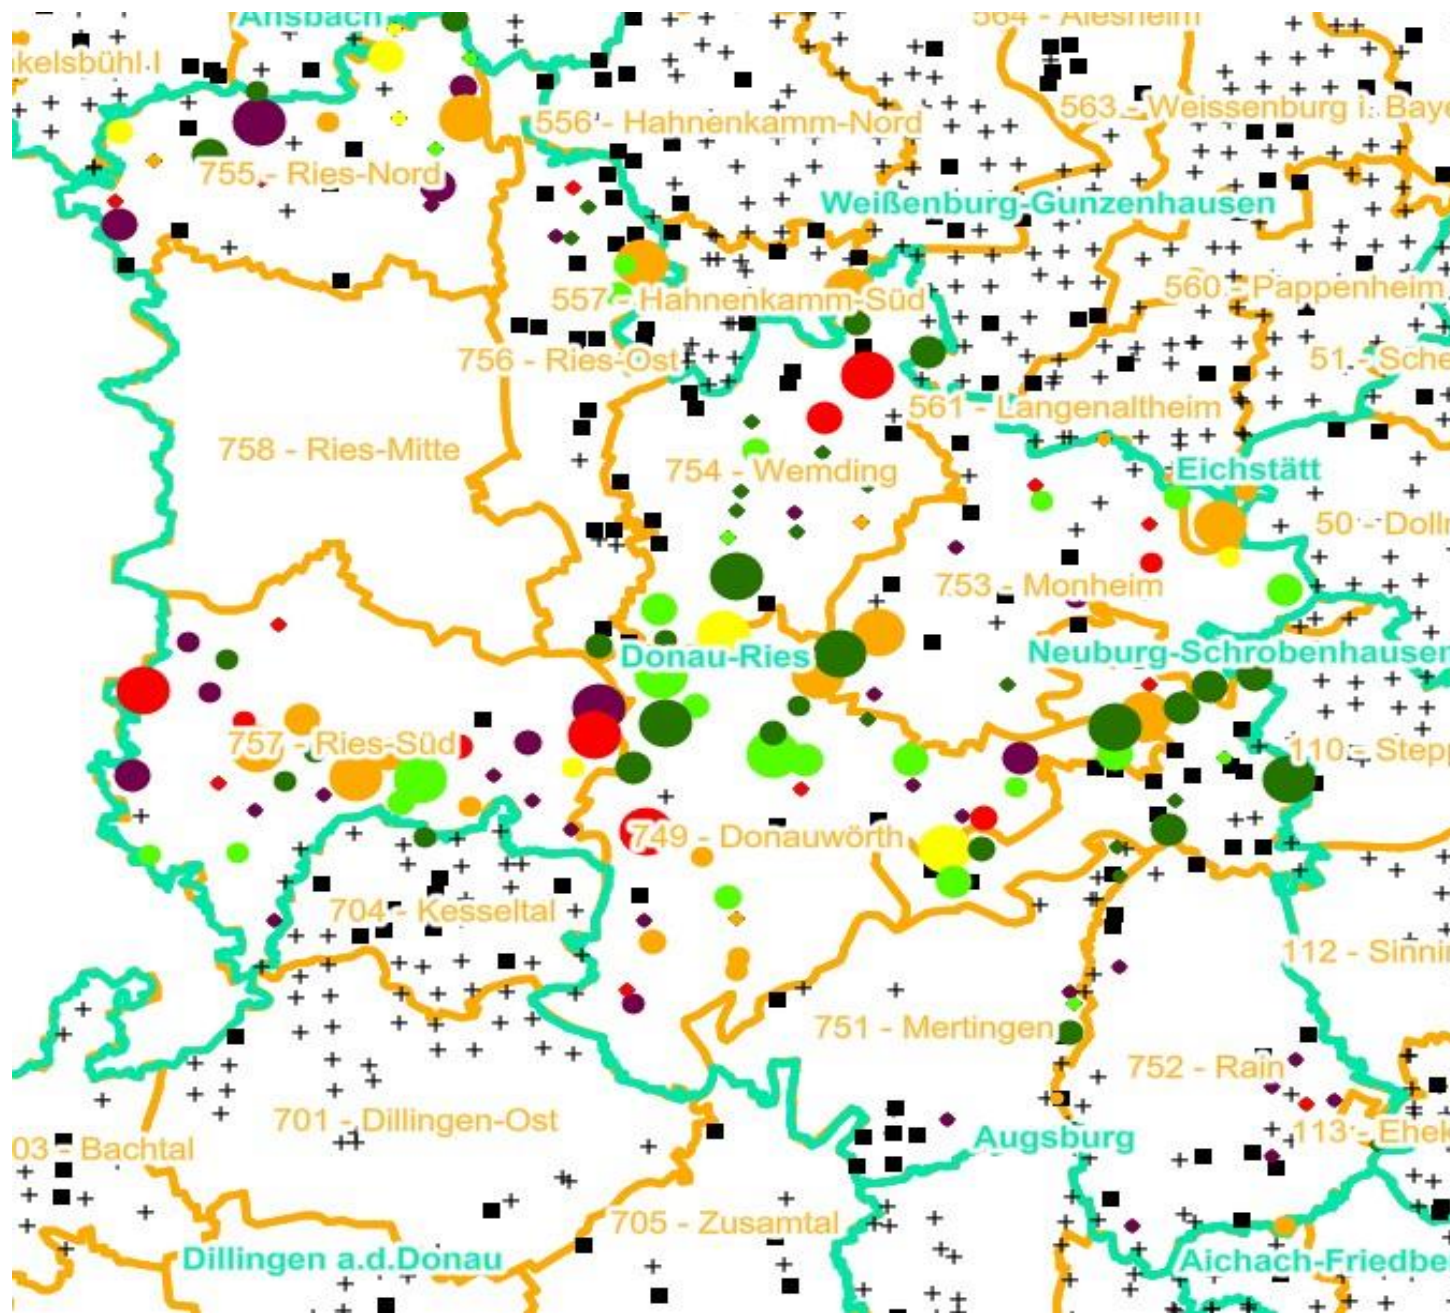 Ansbach
564 - Alesheim
nkelsbühl I
563 - Weissenburg i. Baye
556 - Hahnenkamm-Nord
755 - Ries-Nord
Weißenburg-Gunzenhausen
560 - Pappenheim
557 - Hahnenkamm-Süd
756 - Ries-Ost
51 - Sche
561 - Langenaltheim
758 - Ries-Mitte
754 - Wemding
Eichstätt
50 - Dolln
753 - Monheim
Donau-Ries
Neuburg-Schrobenhausen
757 - Ries-Süd
110 - Stepp
749 - Donauwörth
704 - Kesseltal
112 - Sinnin
751 - Mertingen
752 - Rain
701 - Dillingen-Ost
113 - Ehek
Augsburg
03 - Bachtal
705 - Zusamtal
Dillingen a.d.Donau
Aichach-Friedbe